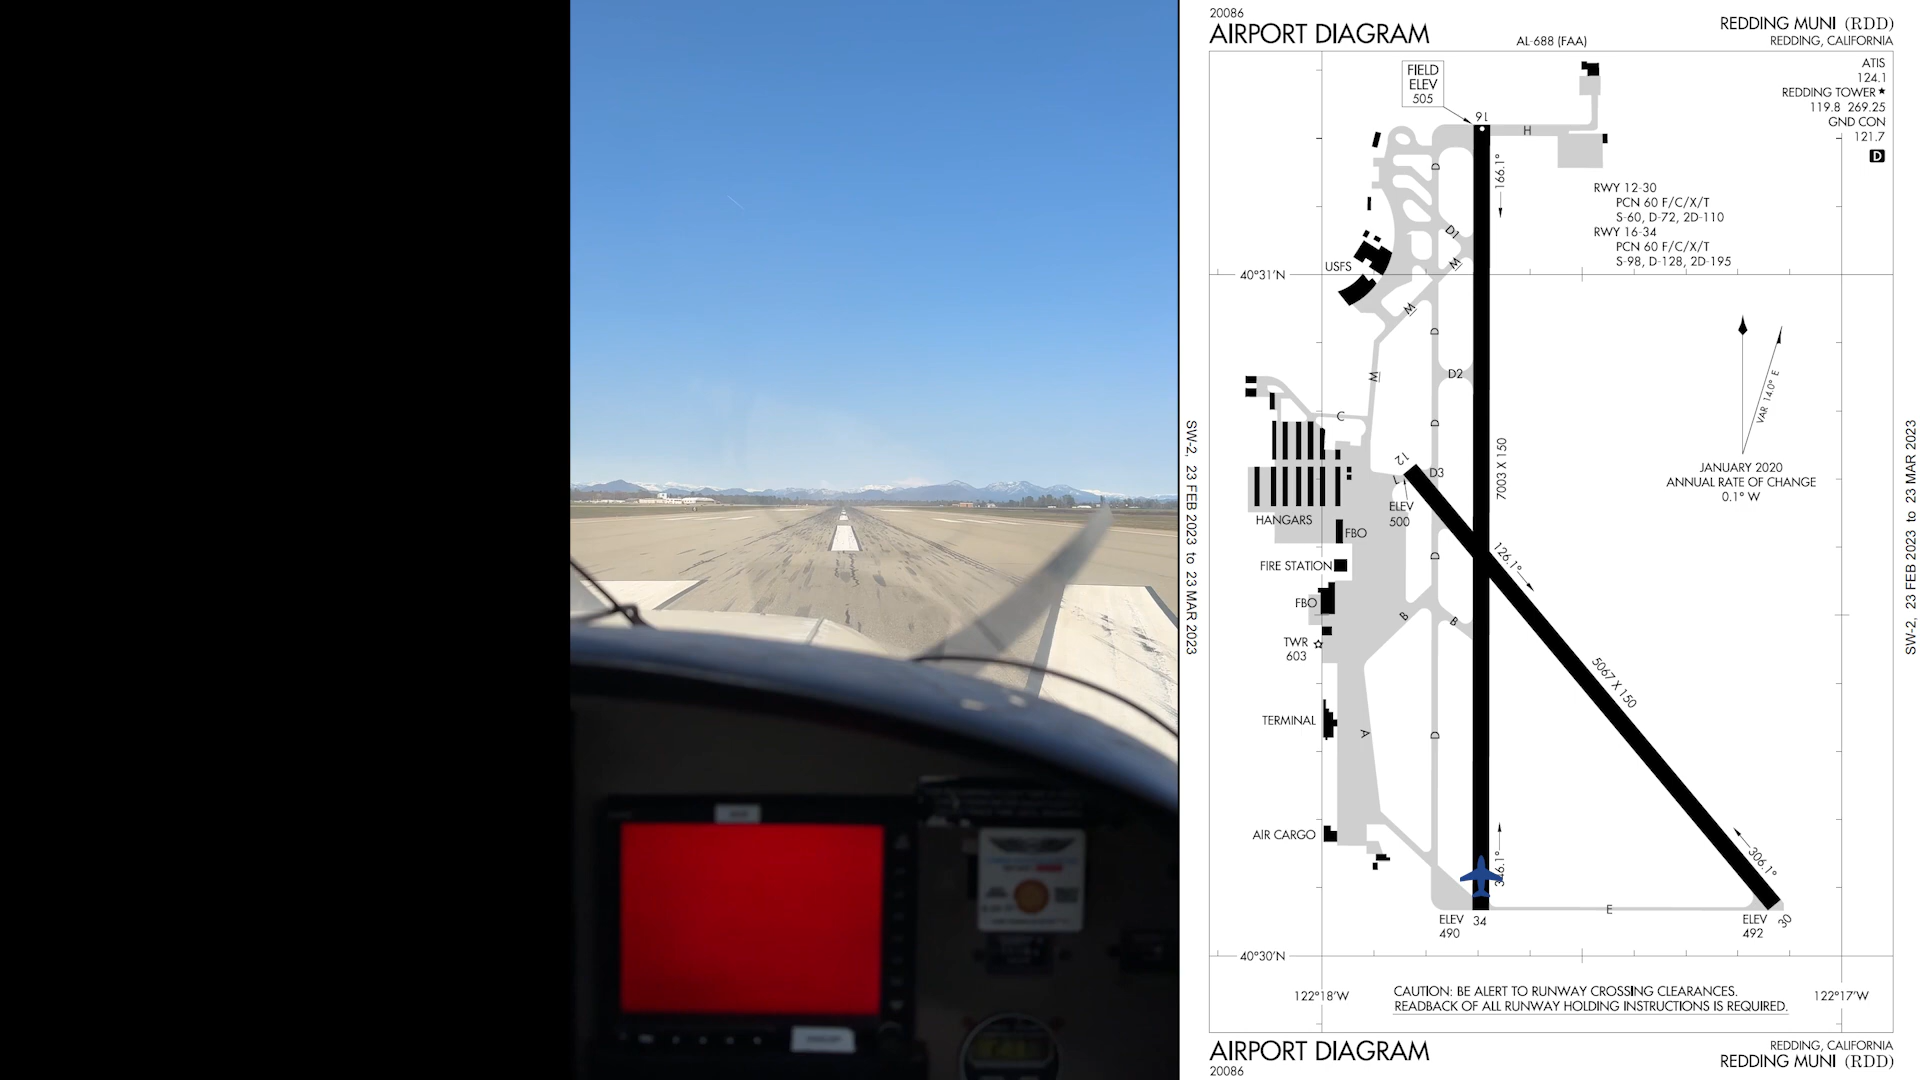 20086
AIRPORT DIAGRAM
AL-688 (FAA)
REDDING MUNI (RDD)
REDDING, CALIFORNIA
ATIS
124.1
REDDING TOWER★
119.8 269.25
GND CON
121.7
D
FIELD
ELEV
505
16
H
D
166.1°
RWY 12-30
PCN 60 F/C/X/T
S-60, D-72, 2D-110
RWY 16-34
PCN 60 F/C/X/T
S-98, D-128, 2D-195
D1
W
USFS
40°31'N
W
D
W
D2
VAR 14.0° E
C
D
JANUARY 2020
ANNUAL RATE OF CHANGE
0.1° W
12
D3
7003 X 150
ELEV
500
HANGARS
FBO
D
126.1°
FIRE STATION
FBO
B
B
TWR
603
5067 X 150
TERMINAL
A
D
AIR CARGO
306.1°
E
ELEV
490
34
ELEV
492
30
40°30'N
122°18'W
122°17'W
CAUTION: BE ALERT TO RUNWAY CROSSING CLEARANCES.
READBACK OF ALL RUNWAY HOLDING INSTRUCTIONS IS REQUIRED.
AIRPORT DIAGRAM
20086
REDDING, CALIFORNIA
REDDING MUNI (RDD)
SW-2, 23 FEB 2023 to 23 MAR 2023
SW-2, 23 FEB 2023 to 23 MAR 2023